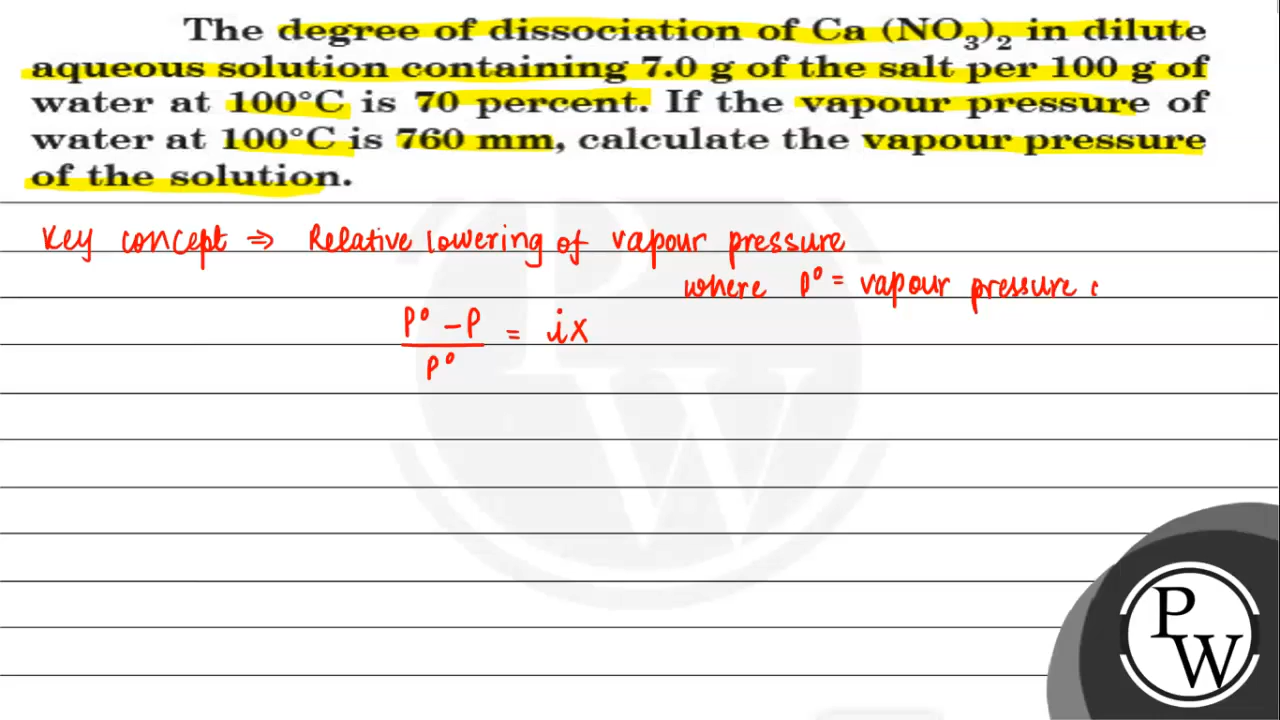 The degree of dissociation of Ca (NO₃)₂ in dilute
aqueous solution containing 7.0 g of the salt per 100 g of
water at 100°C is 70 percent. If the vapour pressure of
water at 100°C is 760 mm, calculate the vapour pressure
of the solution.
Key concept ⇒ Relative lowering of vapour pressure
where P° = vapour pressure
P° - P
= ix
P°
P
W
P
W